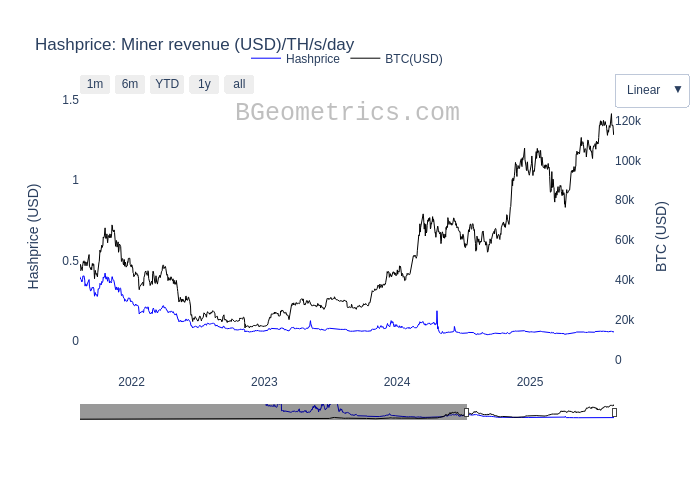 Hashprice: Miner revenue (USD)/TH/s/day
Hashprice BTC(USD)
1m 6m YTD 1y all
Linear ▼
BGeometrics.com
1.5
1
0.5
0
Hashprice (USD)
120k
100k
80k
60k
40k
20k
0
BTC (USD)
2022 2023 2024 2025